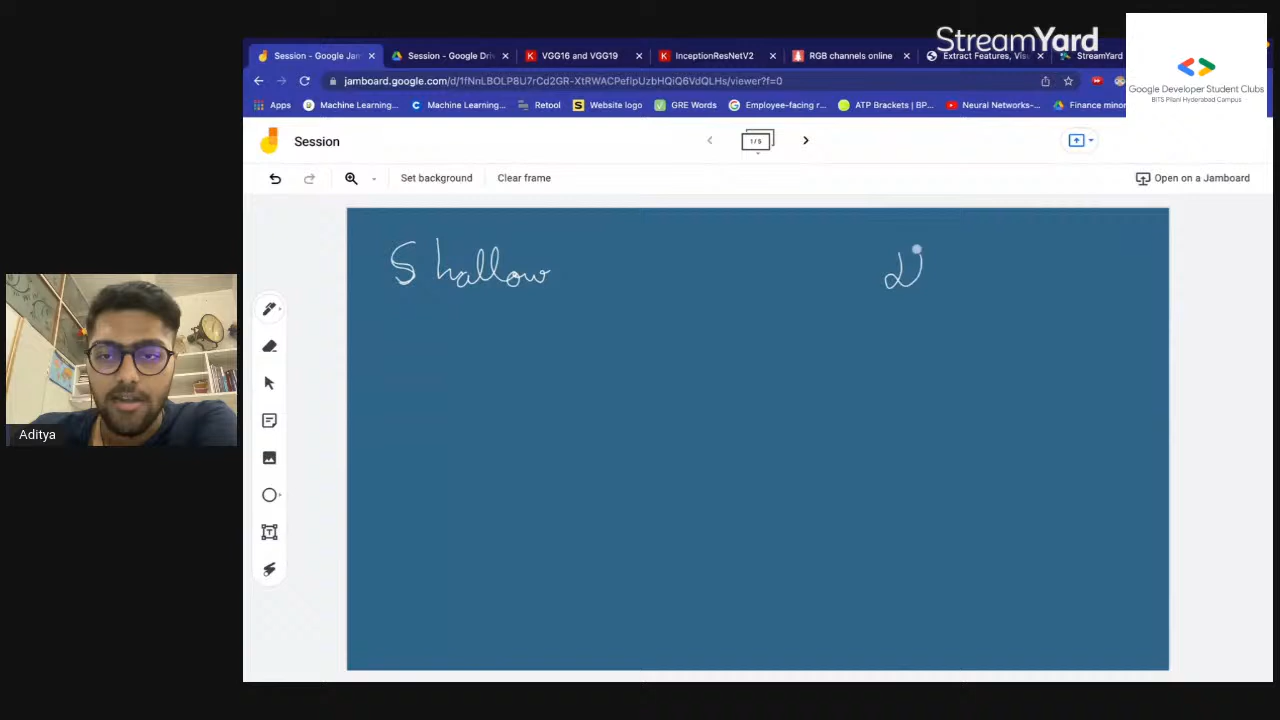 StreamYard
Google Developer Student Clubs
BITS Pilani Hyderabad Campus
Session - Google Jam
Session - Google Driv
VGG16 and VGG19
InceptionResNetV2
RGB channels online
Extract Features, Visu
StreamYard
jamboard.google.com/d/1fNnLBOLP8U7rCd2GR-XtRWACPefIpUzbHQiQ6VdQLHs/viewer?f=0
Apps
Machine Learning...
Machine Learning...
Retool
Website logo
GRE Words
Employee-facing r...
ATP Brackets | BP...
Neural Networks-...
Finance minor
Session
1/5
Set background
Clear frame
Open on a Jamboard
Shallow
Aditya